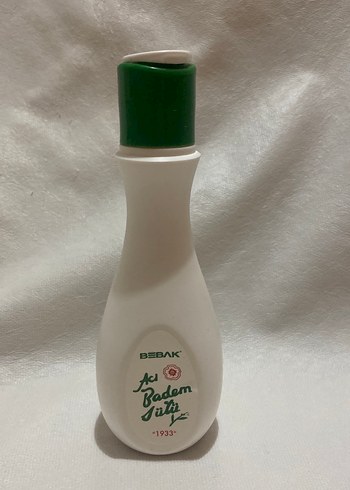 BEBAK
Acı
Badem
Sütü
"1933"